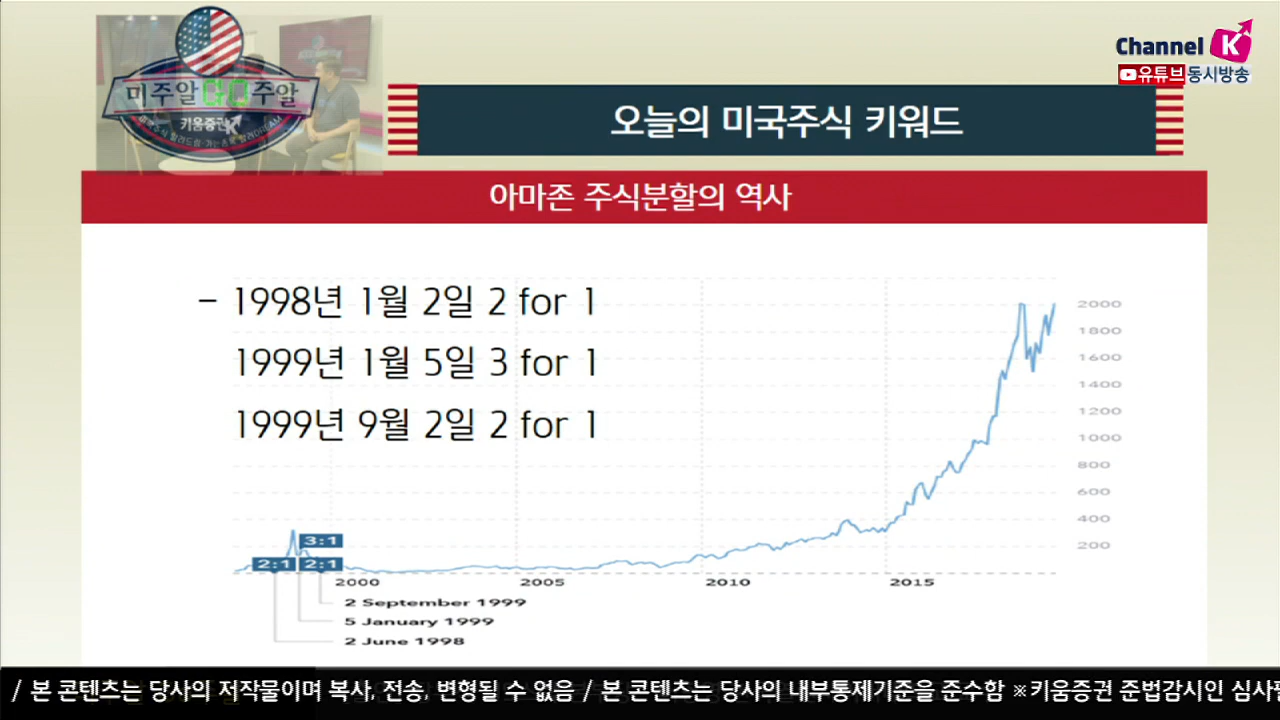 미주알GO주알
키움증권
Channel K
유튜브 동시방송
오늘의 미국주식 키워드
아마존 주식분할의 역사
- 1998년 1월 2일 2 for 1
1999년 1월 5일 3 for 1
1999년 9월 2일 2 for 1
2000
1800
1600
1400
1200
1000
800
600
400
200
3:1
2:1 2:1
2000 2005 2010 2015
2 September 1999
5 January 1999
2 June 1998
/ 본 콘텐츠는 당사의 저작물이며 복사, 전송, 변형될 수 없음 / 본 콘텐츠는 당사의 내부통제기준을 준수함 ※키움증권 준법감시인 심사필